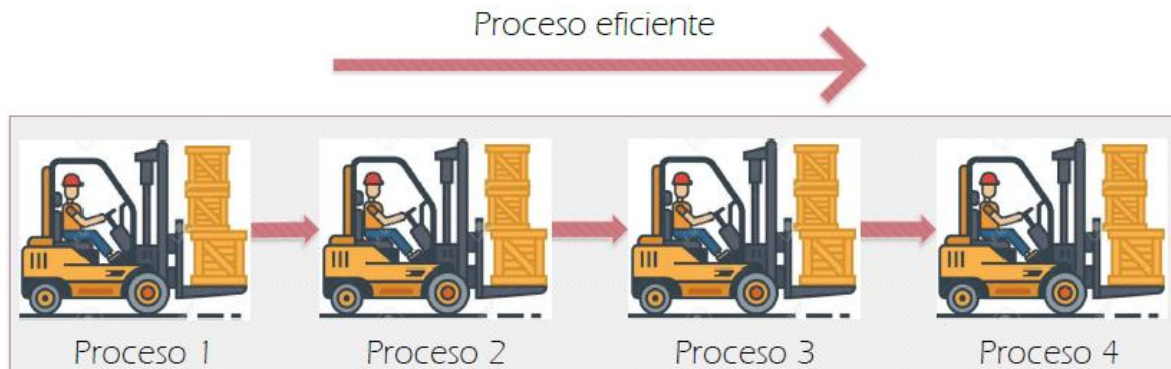 Proceso eficiente
Proceso 1
Proceso 2
Proceso 3
Proceso 4